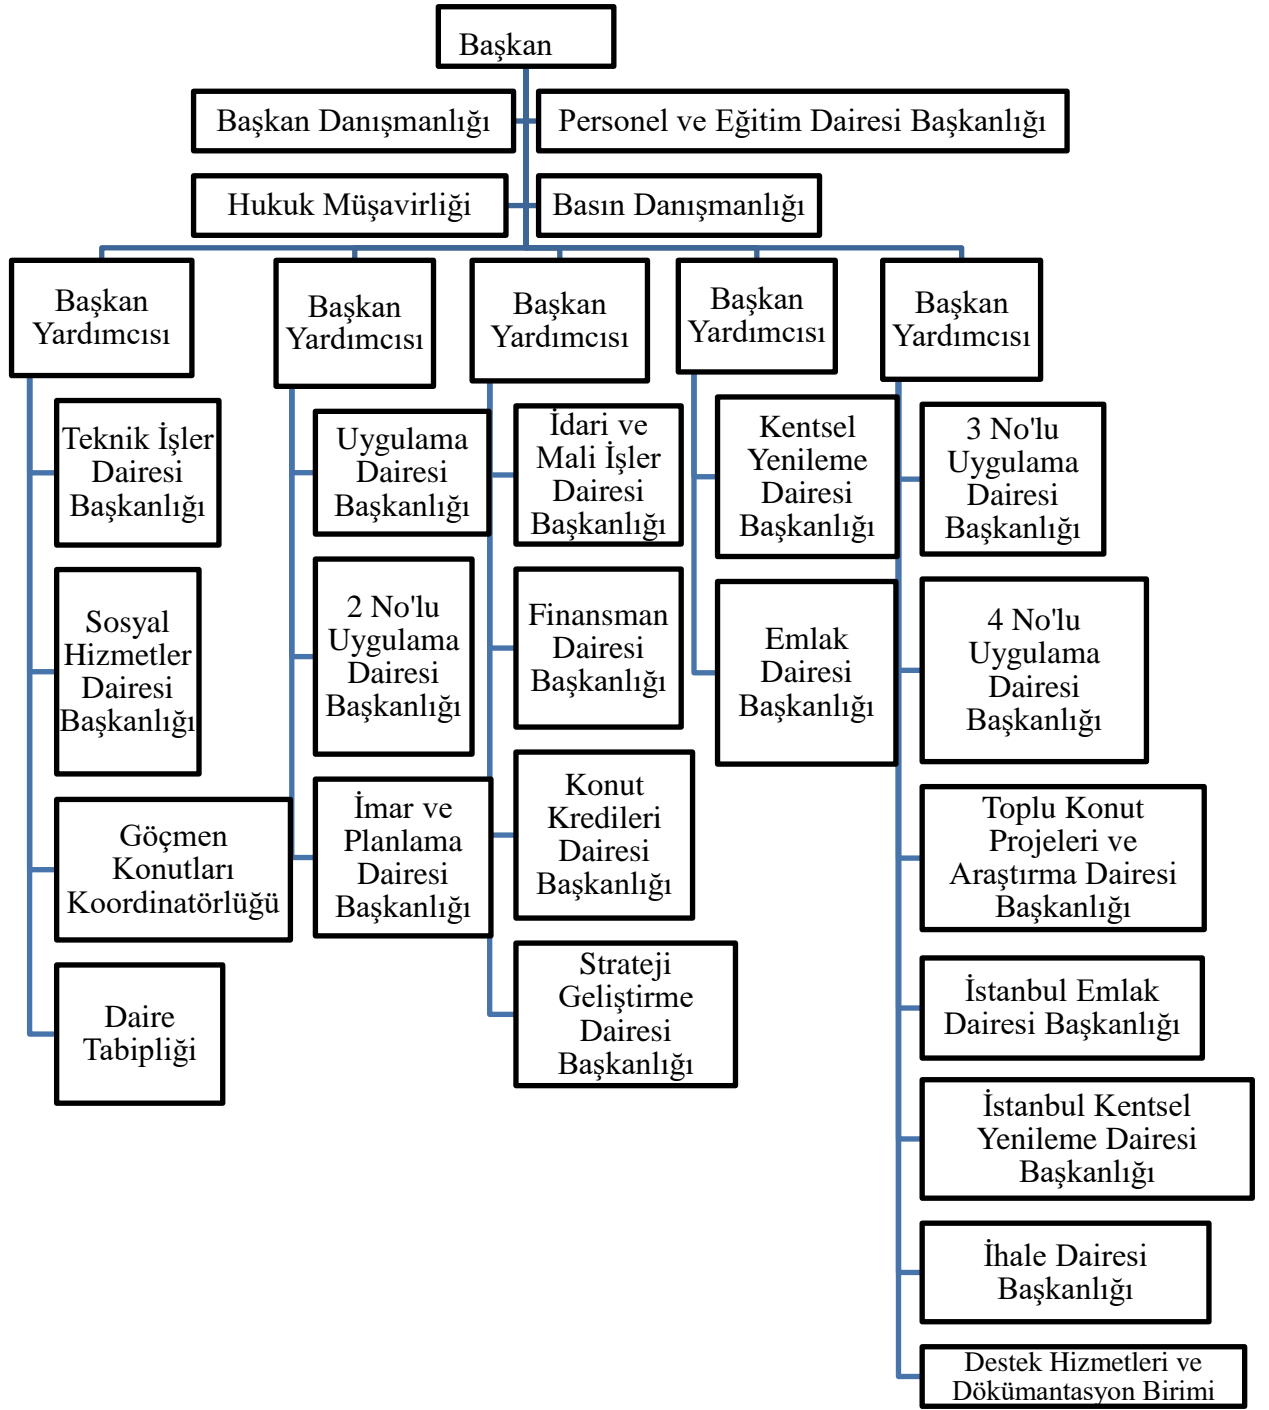 Başkan
Başkan Danışmanlığı
Personel ve Eğitim Dairesi Başkanlığı
Hukuk Müşavirliği
Basın Danışmanlığı
Başkan
Yardımcısı
Teknik İşler
Dairesi
Başkanlığı
Sosyal
Hizmetler
Dairesi
Başkanlığı
Göçmen
Konutları
Koordinatörlüğü
Daire
Tabipliği
Başkan
Yardımcısı
Uygulama
Dairesi
Başkanlığı
2 No'lu
Uygulama
Dairesi
Başkanlığı
İmar ve
Planlama
Dairesi
Başkanlığı
Başkan
Yardımcısı
İdari ve
Mali İşler
Dairesi
Başkanlığı
Finansman
Dairesi
Başkanlığı
Konut
Kredileri
Dairesi
Başkanlığı
Strateji
Geliştirme
Dairesi
Başkanlığı
Başkan
Yardımcısı
Kentsel
Yenileme
Dairesi
Başkanlığı
Emlak
Dairesi
Başkanlığı
Başkan
Yardımcısı
3 No'lu
Uygulama
Dairesi
Başkanlığı
4 No'lu
Uygulama
Dairesi
Başkanlığı
Toplu Konut
Projeleri ve
Araştırma Dairesi
Başkanlığı
İstanbul Emlak
Dairesi Başkanlığı
İstanbul Kentsel
Yenileme Dairesi
Başkanlığı
İhale Dairesi
Başkanlığı
Destek Hizmetleri ve
Dökümantasyon Birimi